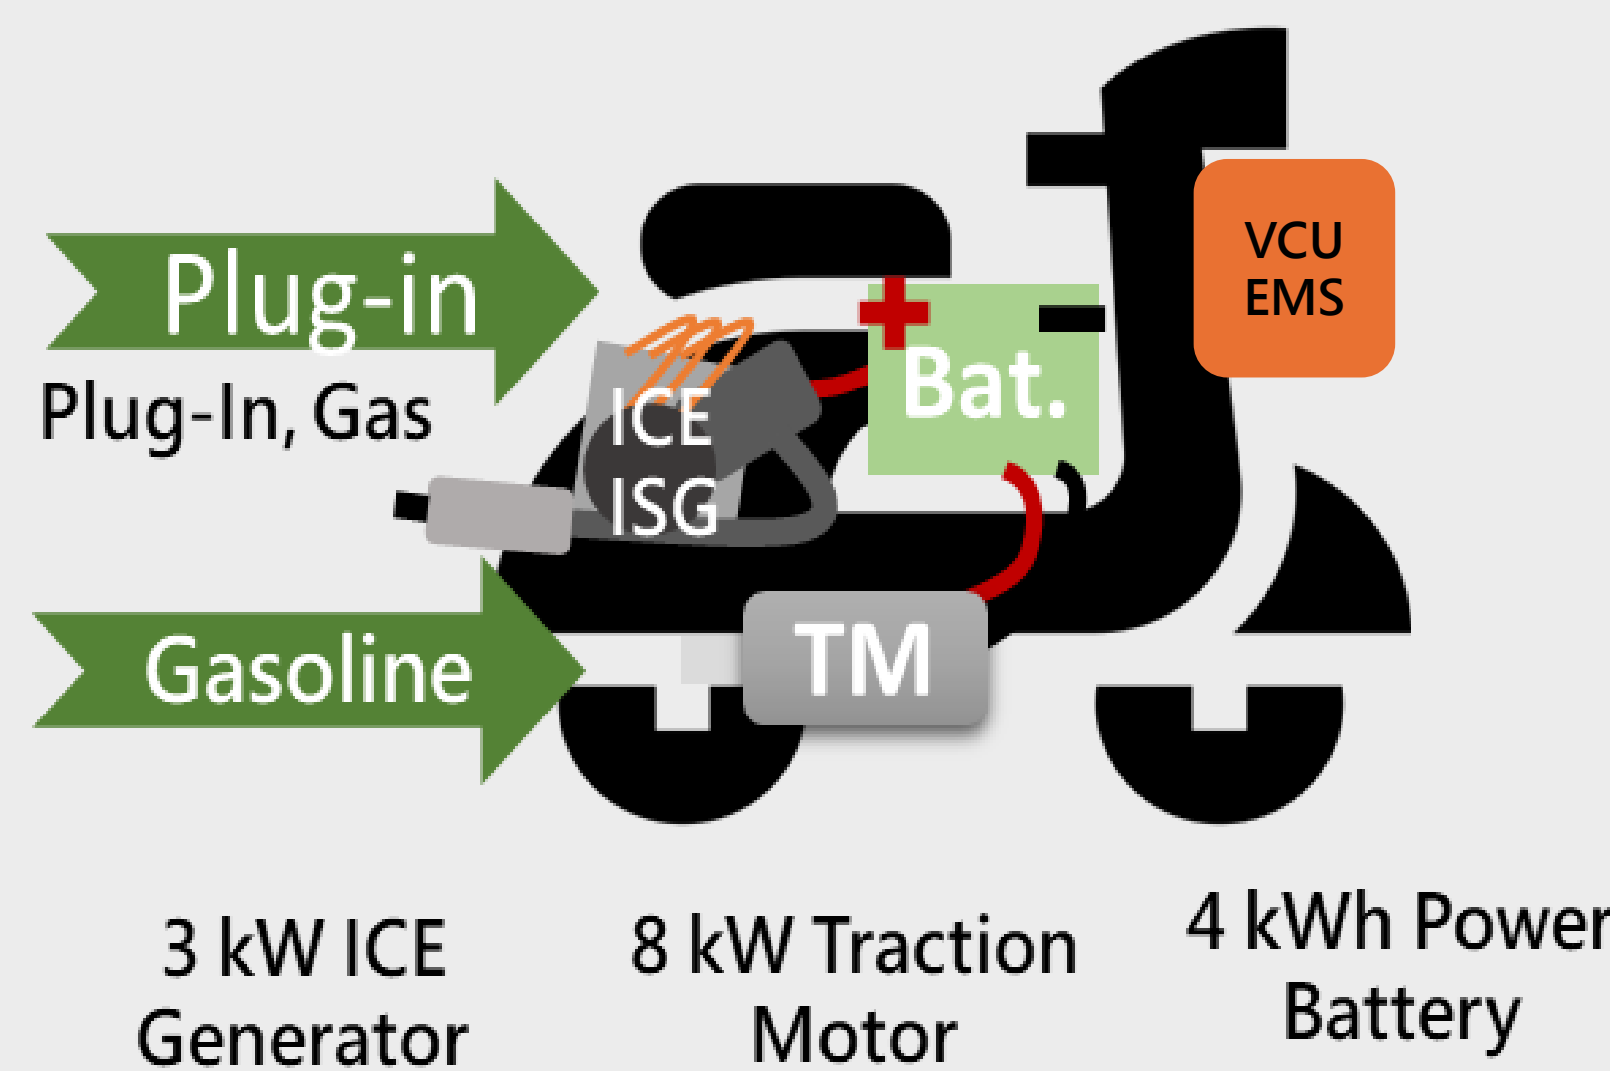 Plug-in
Plug-In, Gas
Gasoline
ICE
ISG
Bat.
TM
VCU
EMS
3 kW ICE
Generator
8 kW Traction
Motor
4 kWh Power
Battery